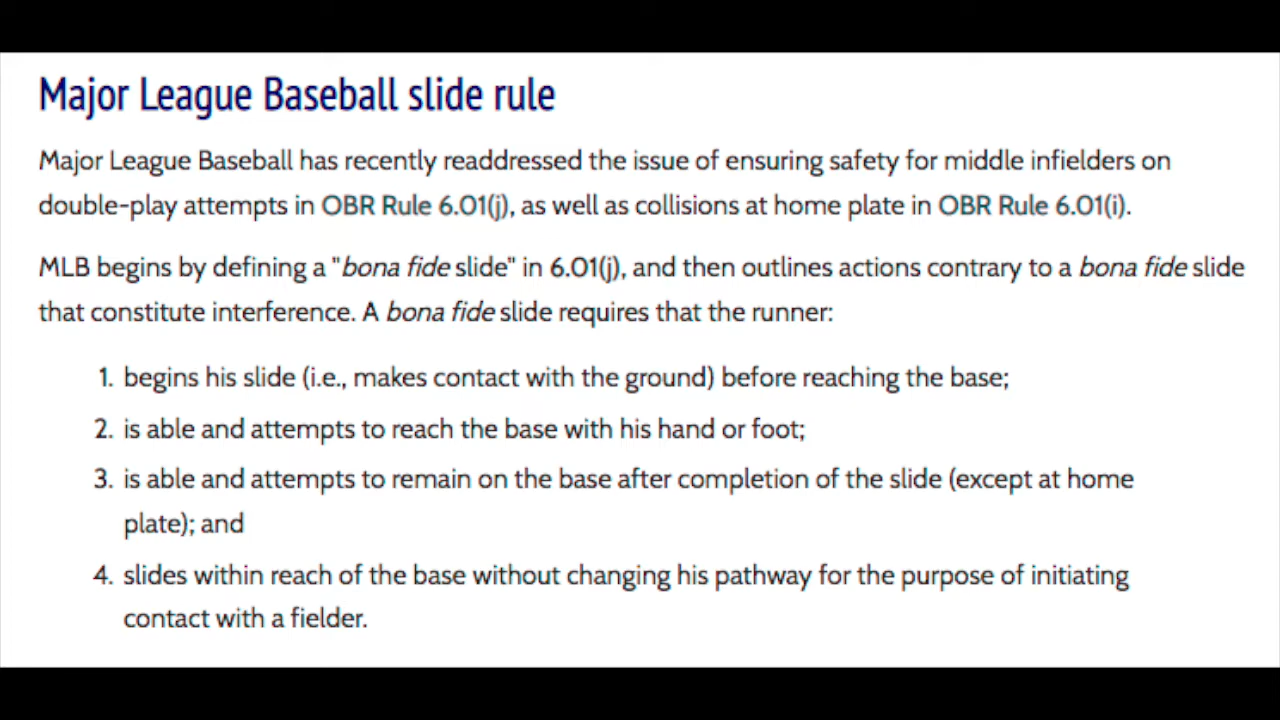 Major League Baseball slide rule
Major League Baseball has recently readdressed the issue of ensuring safety for middle infielders on
double-play attempts in OBR Rule 6.01(j), as well as collisions at home plate in OBR Rule 6.01(i).
MLB begins by defining a "bona fide slide" in 6.01(j), and then outlines actions contrary to a bona fide slide
that constitute interference. A bona fide slide requires that the runner:
1. begins his slide (i.e., makes contact with the ground) before reaching the base;
2. is able and attempts to reach the base with his hand or foot;
3. is able and attempts to remain on the base after completion of the slide (except at home
plate); and
4. slides within reach of the base without changing his pathway for the purpose of initiating
contact with a fielder.